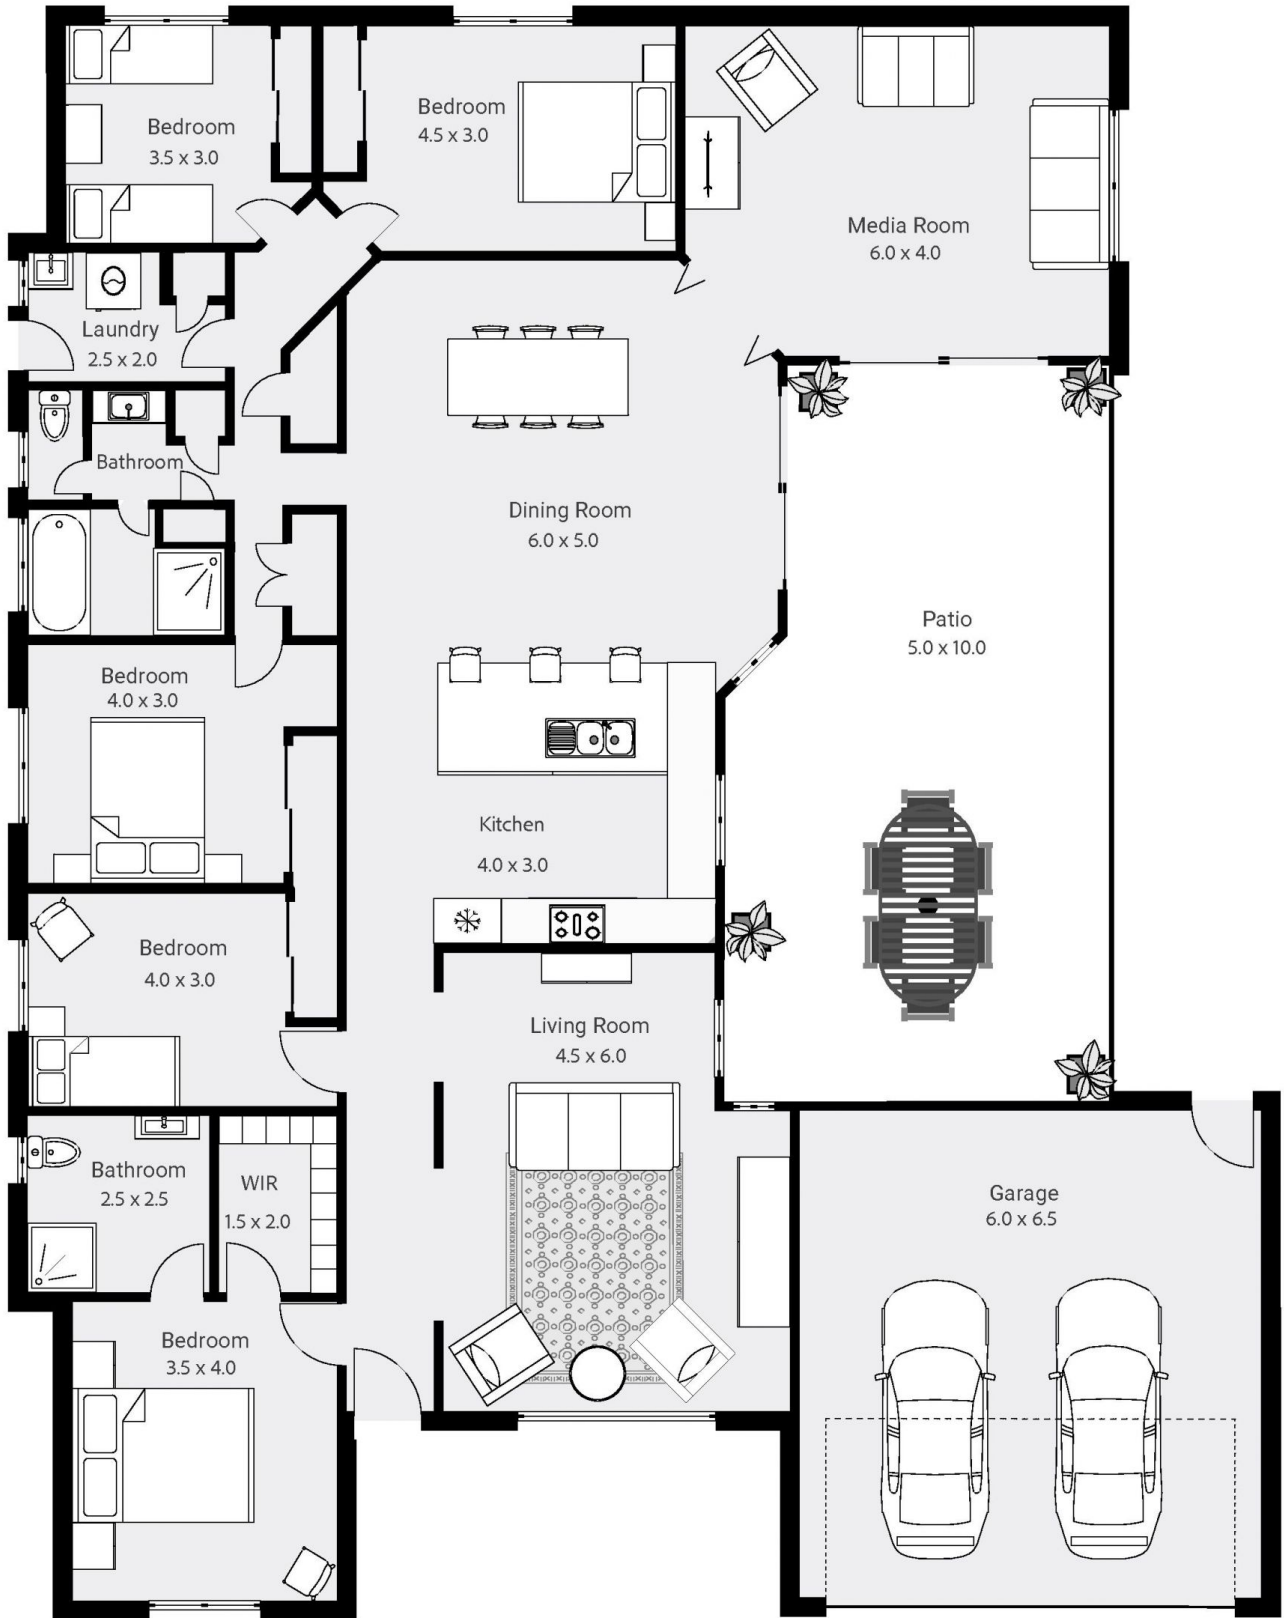 Bedroom
3.5 x 3.0
Bedroom
4.5 x 3.0
Media Room
6.0 x 4.0
Laundry
2.5 x 2.0
Bathroom
Dining Room
6.0 x 5.0
Patio
5.0 x 10.0
Bedroom
4.0 x 3.0
Kitchen
4.0 x 3.0
Bedroom
4.0 x 3.0
Living Room
4.5 x 6.0
Bathroom
2.5 x 2.5
WIR
1.5 x 2.0
Garage
6.0 x 6.5
Bedroom
3.5 x 4.0